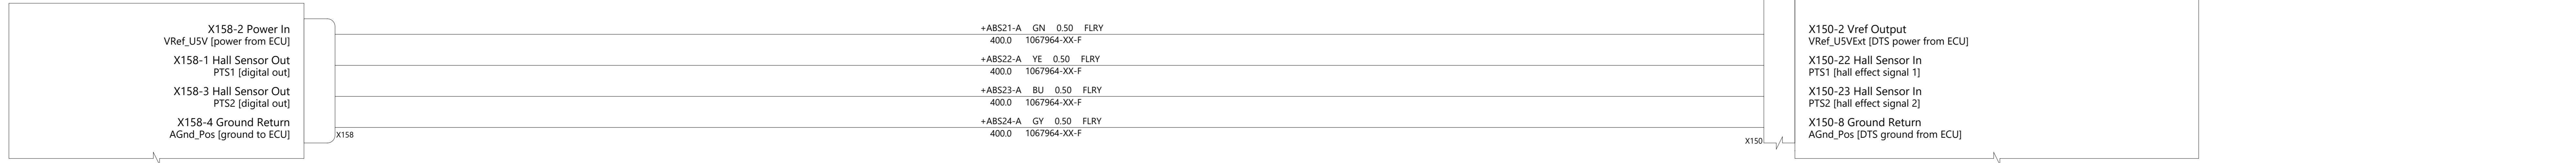 X158-2 Power In
VRef_U5V [power from ECU]
X158-1 Hall Sensor Out
PTS1 [digital out]
X158-3 Hall Sensor Out
PTS2 [digital out]
X158-4 Ground Return
AGnd_Pos [ground to ECU]
X158
+ABS21-A GN 0.50 FLRY
400.0 1067964-XX-F
+ABS22-A YE 0.50 FLRY
400.0 1067964-XX-F
+ABS23-A BU 0.50 FLRY
400.0 1067964-XX-F
+ABS24-A GY 0.50 FLRY
400.0 1067964-XX-F
X150
X150-2 Vref Output
VRef_U5VExt [DTS power from ECU]
X150-22 Hall Sensor In
PTS1 [hall effect signal 1]
X150-23 Hall Sensor In
PTS2 [hall effect signal 2]
X150-8 Ground Return
AGnd_Pos [DTS ground from ECU]